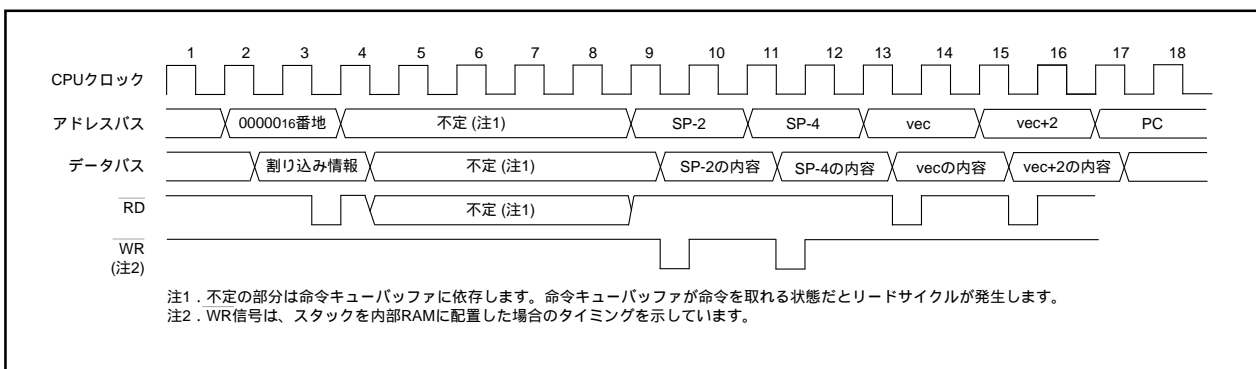 1 2 3 4 5 6 7 8 9 10 11 12 13 14 15 16 17 18
CPUクロック
アドレスバス 0000016番地 不定 (注1) SP-2 SP-4 vec vec+2 PC
データバス 割り込み情報 不定 (注1) SP-2の内容 SP-4の内容 vecの内容 vec+2の内容
RD 不定 (注1)
WR
(注2)
注1．不定の部分は命令キューバッファに依存します。命令キューバッファが命令を取れる状態だとリードサイクルが発生します。
注2．WR信号は、スタックを内部RAMに配置した場合のタイミングを示しています。